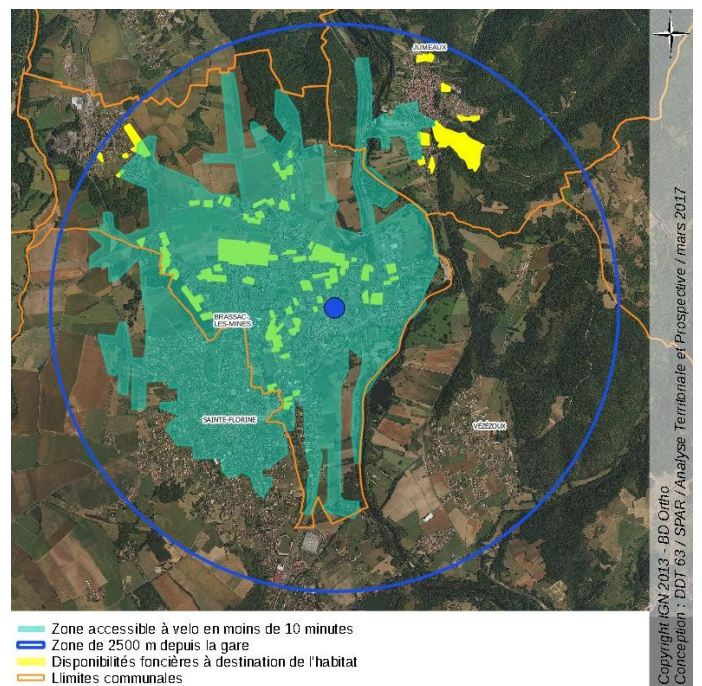 JUMEAUX
BRASSAC-
LES-MINES
SAINTE-FLORINE
VÉZÉZOUX
Zone accessible à velo en moins de 10 minutes
Zone de 2500 m depuis la gare
Disponibilités foncières à destination de l'habitat
Llimites communales
Copyright IGN 2013 - BD Ortho
Conception : DDT 63 / SPAR / Analyse Territoriale et Prospective / mars 2017